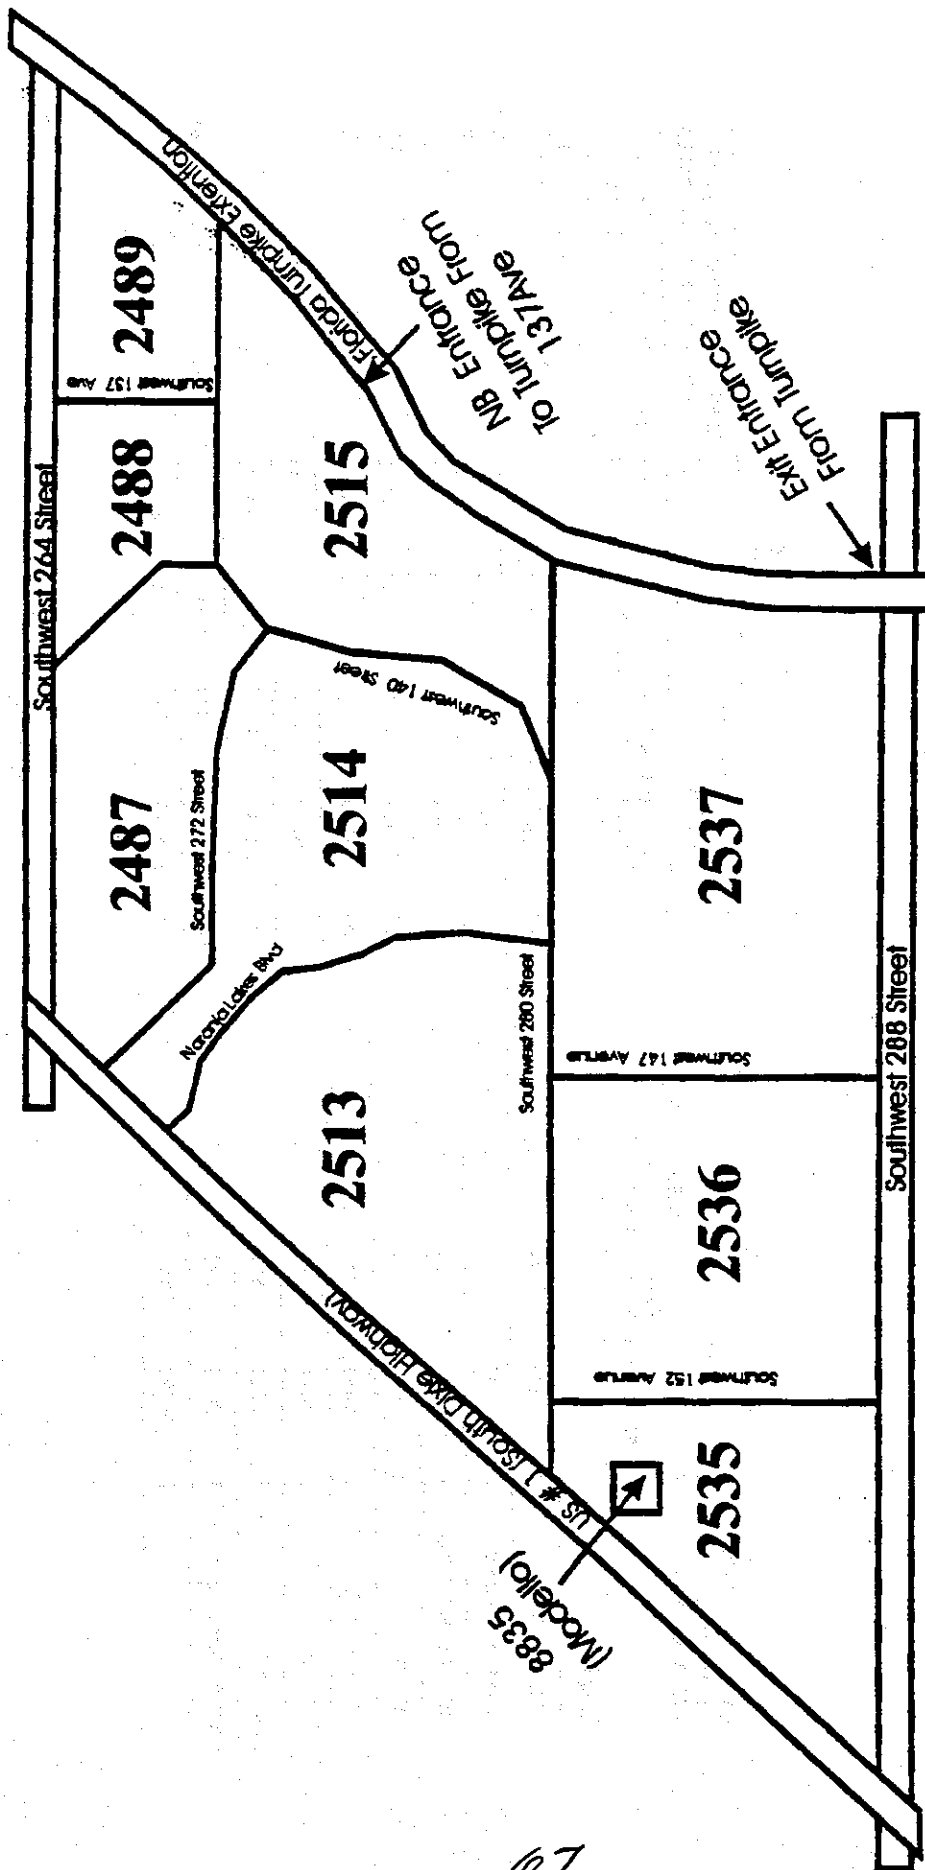 Southwest 264 Street
2487
2488
2489
Southwest 137 Ave
Florida Turnpike Extention
Southwest 272 Street
Naranja Lakes Blvd
2513
2514
2515
Southwest 140 Street
NB Entrance
To Turnpike From
137Ave
US # 1 (South Dixie Highway)
Southwest 280 Street
8835
(Modello)
2535
Southwest 152 Avenue
2536
Southwest 147 Avenue
2537
Exit Entrance
From Turnpike
Southwest 288 Street